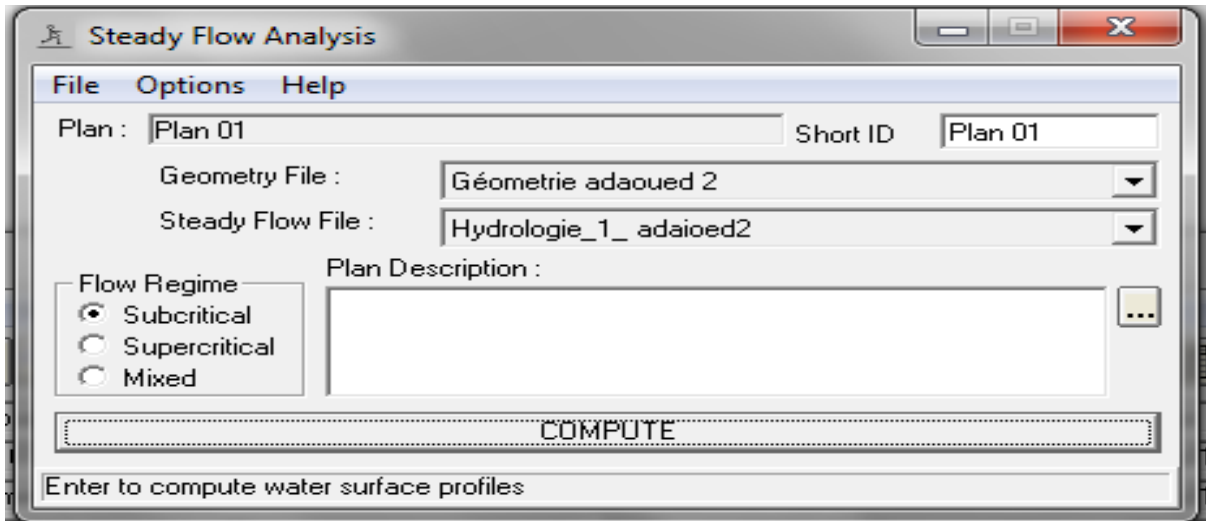 Steady Flow Analysis
File Options Help
Plan : Plan 01 Short ID Plan 01
Geometry File : Géometrie adaoued 2
Steady Flow File : Hydrologie_1_ adaioed2
Plan Description :
Flow Regime
Subcritical
Supercritical
Mixed
...
COMPUTE
Enter to compute water surface profiles